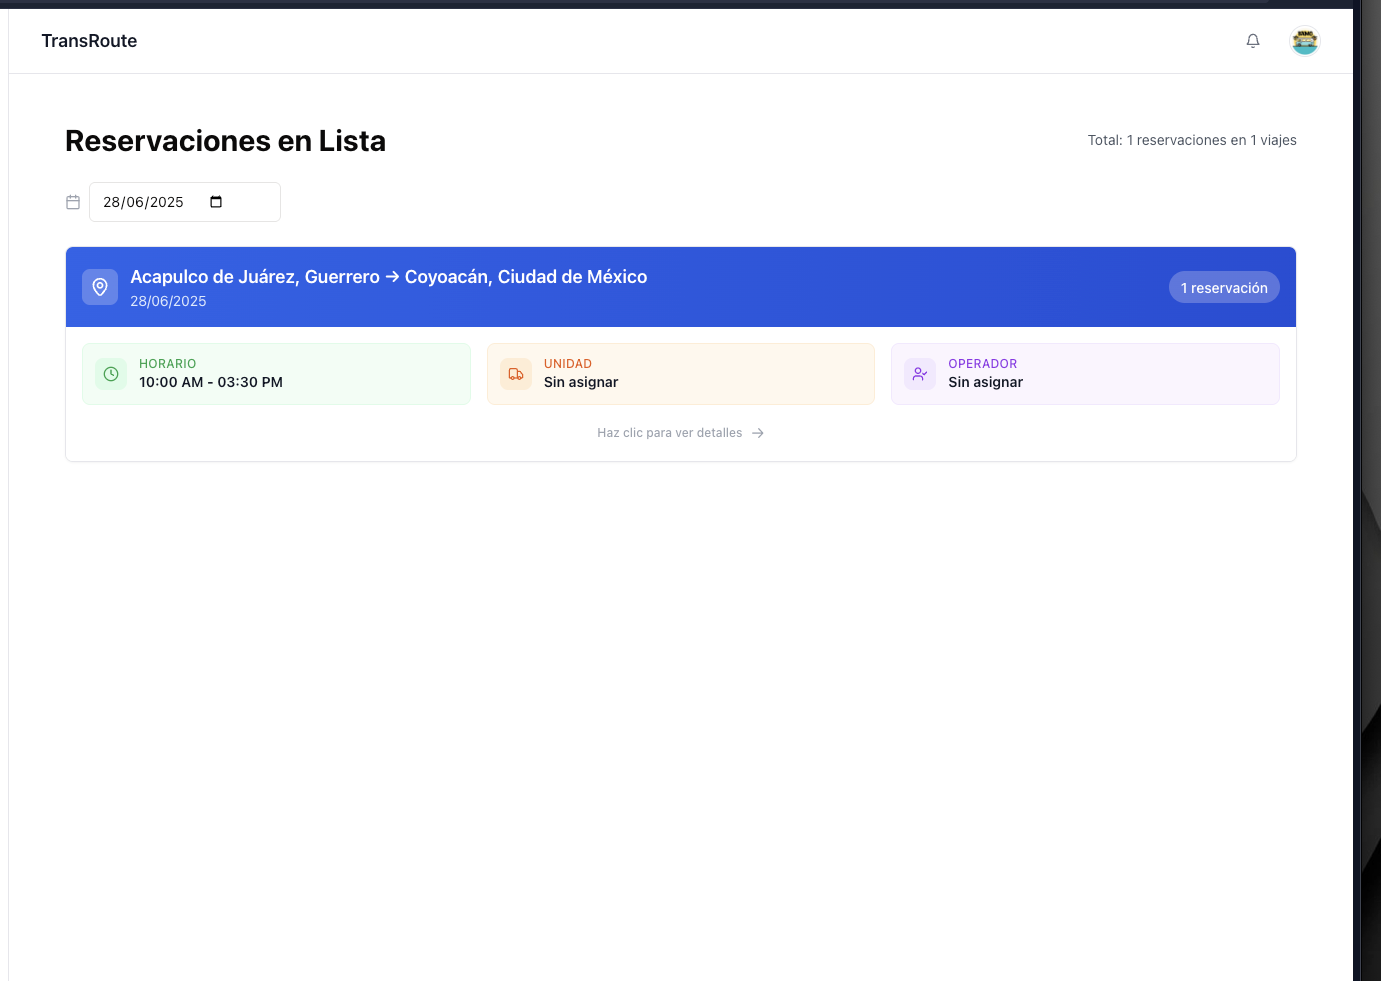 TransRoute
Reservaciones en Lista
Total: 1 reservaciones en 1 viajes
28/06/2025
Acapulco de Juárez, Guerrero → Coyoacán, Ciudad de México
28/06/2025
1 reservación
HORARIO
10:00 AM - 03:30 PM
UNIDAD
Sin asignar
OPERADOR
Sin asignar
Haz clic para ver detalles →